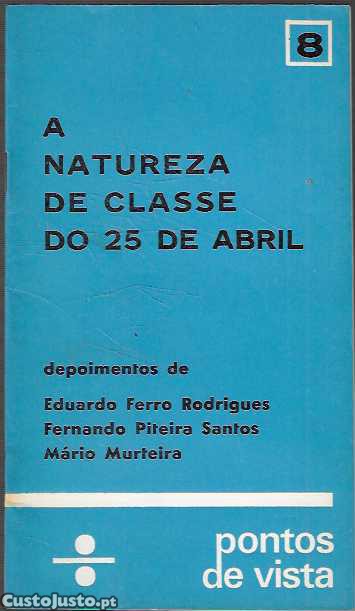 8
A
NATUREZA
DE CLASSE
DO 25 DE ABRIL
depoimentos de
Eduardo Ferro Rodrigues
Fernando Piteira Santos
Mário Murteira
pontos
de vista
CustoJusto.pt